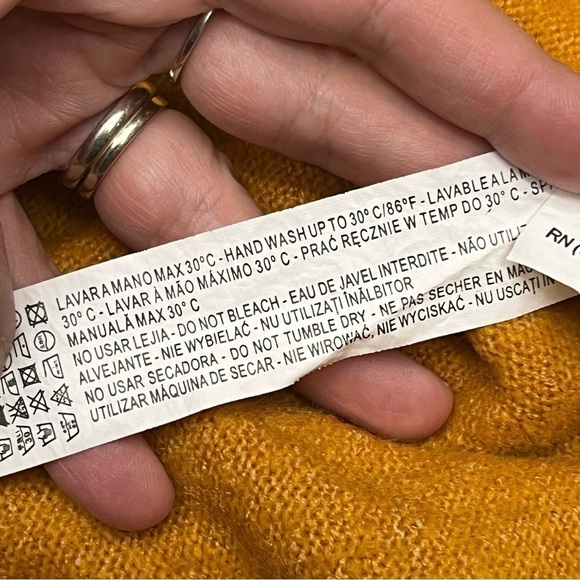 LAVAR A MANO MAX 30°C - HAND WASH UP TO 30° C/86°F - LAVABLE A LA M
30° C - LAVAR À MÃO MÁXIMO 30° C - PRAĆ RĘCZNIE W TEMP DO 30° C -
MANUALĂ MAX 30° C
NO USAR LEJIA - DO NOT BLEACH - EAU DE JAVEL INTERDITE - NÃO
ALVEJANTE - NIE WYBIELAĆ - NU UTILIZAȚI ÎNĂLBITOR
NO USAR SECADORA - DO NOT TUMBLE DRY - NE PAS SECHER EN
UTILIZAR MÁQUINA DE SECAR - NIE WIROWAĆ, NIE WYCISKAĆ - NU USCAȚI
RN